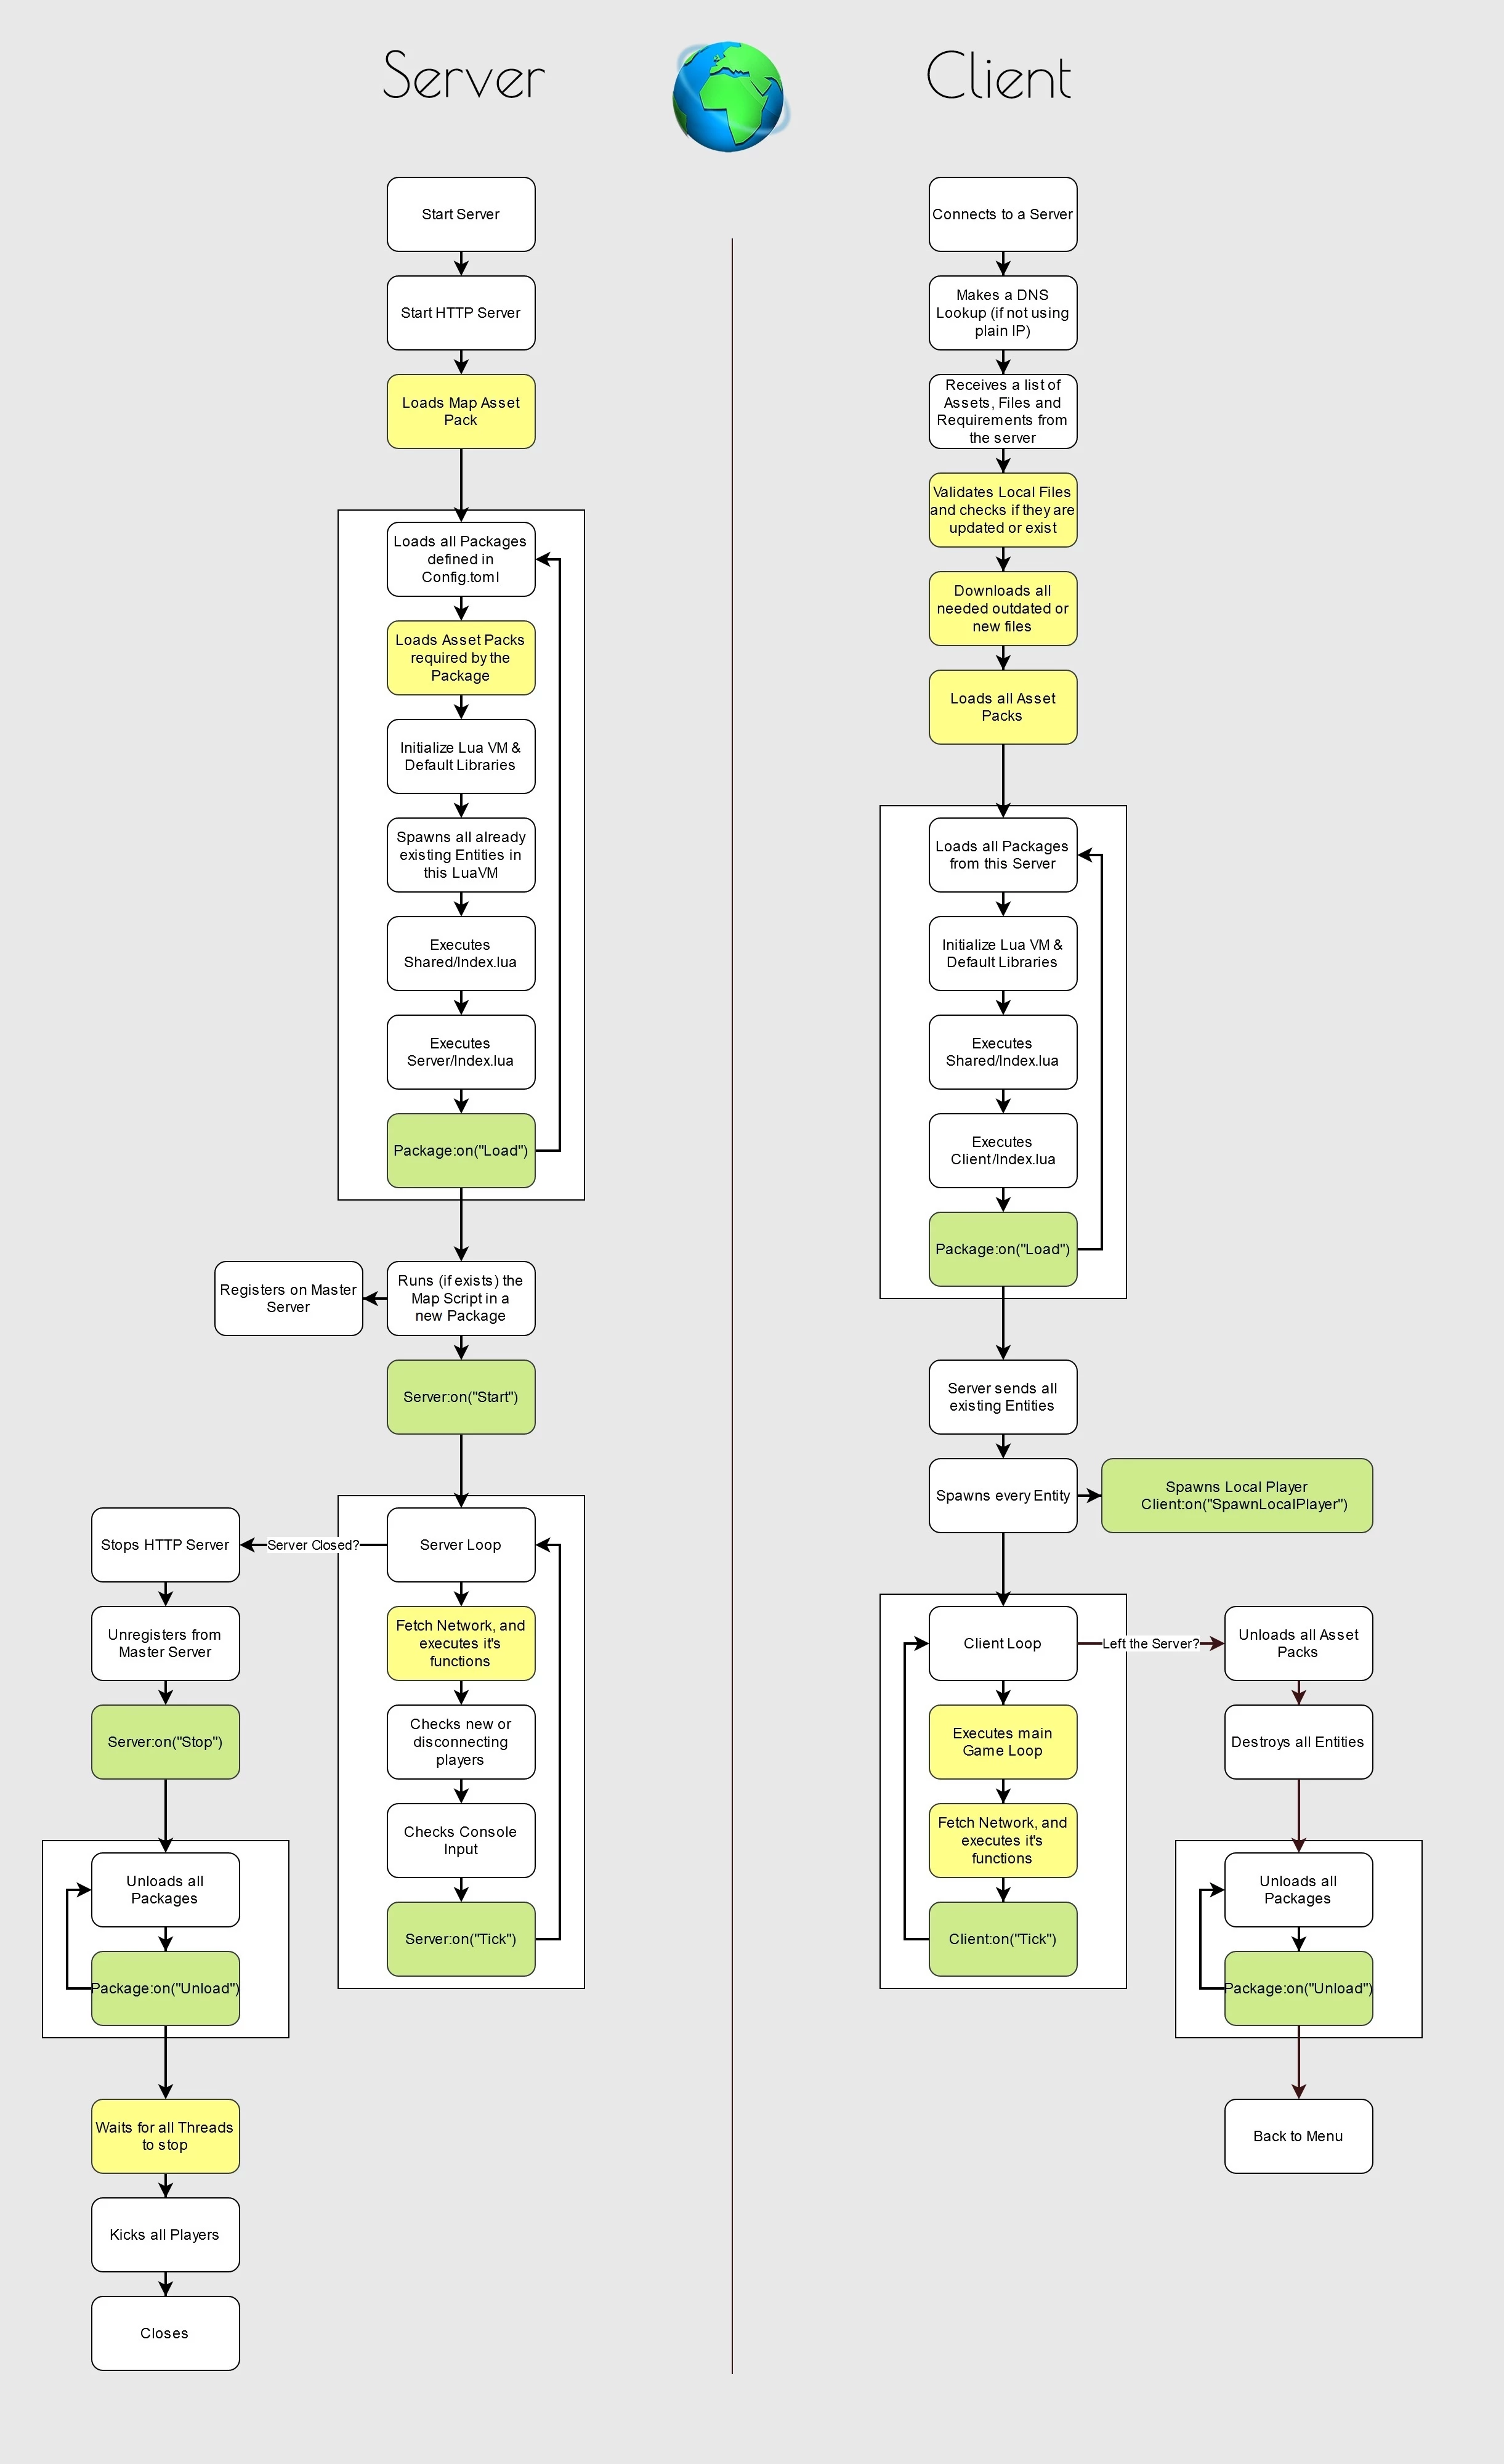 Server
Client
Start Server
Start HTTP Server
Loads Map Asset
Pack
Loads all Packages
defined in
Config.toml
Loads Asset Packs
required by the
Package
Initialize Lua VM &
Default Libraries
Spawns all already
existing Entities in
this LuaVM
Executes
Shared/Index.lua
Executes
Server/Index.lua
Package:on("Load")
Runs (if exists) the
Map Script in a
new Package
Registers on Master
Server
Server:on("Start")
Server Loop
Server Closed?
Fetch Network, and
executes it's
functions
Checks new or
disconnecting
players
Checks Console
Input
Server:on("Tick")
Stops HTTP Server
Unregisters from
Master Server
Server:on("Stop")
Unloads all
Packages
Package:on("Unload")
Waits for all Threads
to stop
Kicks all Players
Closes
Connects to a Server
Makes a DNS
Lookup (if not using
plain IP)
Receives a list of
Assets, Files and
Requirements from
the server
Validates Local Files
and checks if they are
updated or exist
Downloads all
needed outdated or
new files
Loads all Asset
Packs
Loads all Packages
from this Server
Initialize Lua VM &
Default Libraries
Executes
Shared/Index.lua
Executes
Client/Index.lua
Package:on("Load")
Server sends all
existing Entities
Spawns every Entity
Spawns Local Player
Client:on("SpawnLocalPlayer")
Client Loop
Left the Server?
Executes main
Game Loop
Fetch Network, and
executes it's
functions
Client:on("Tick")
Unloads all Asset
Packs
Destroys all Entities
Unloads all
Packages
Package:on("Unload")
Back to Menu